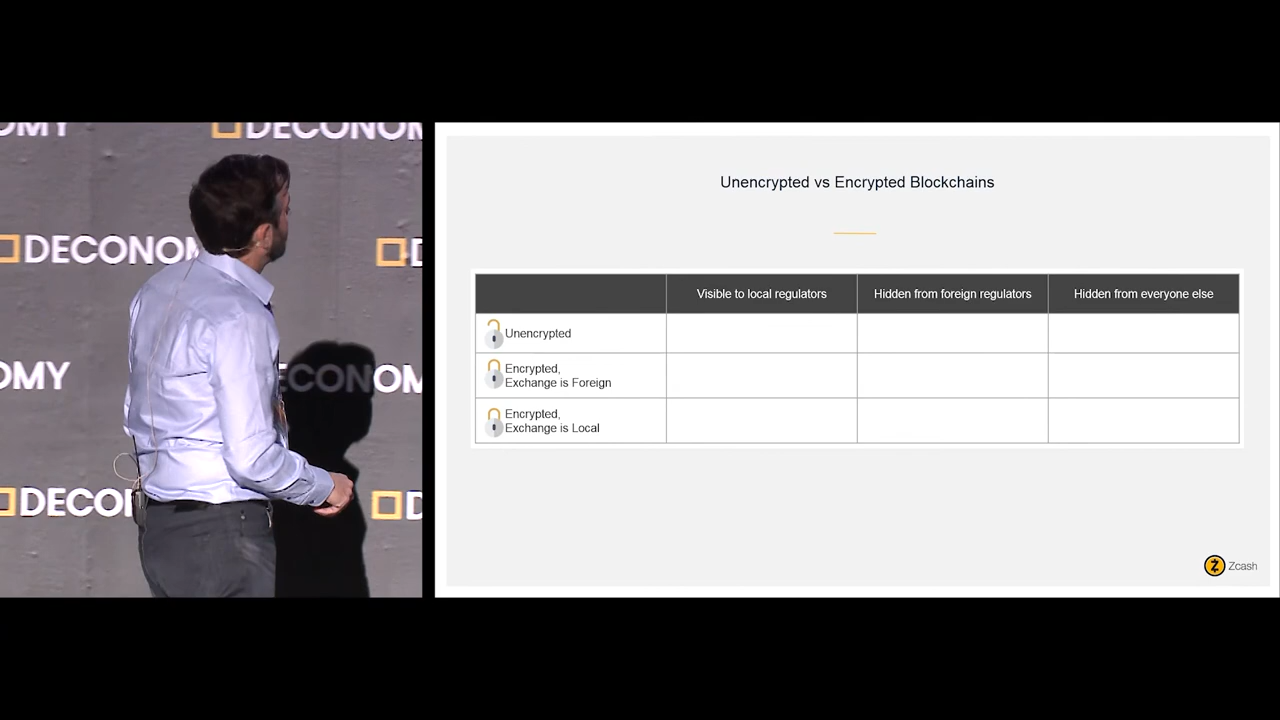 OMY
DECONOM
DECONOM
D
OMY
ECONOM
DECO
D
Unencrypted vs Encrypted Blockchains
Visible to local regulators
Hidden from foreign regulators
Hidden from everyone else
Unencrypted
Encrypted,
Exchange is Foreign
Encrypted,
Exchange is Local
Zcash